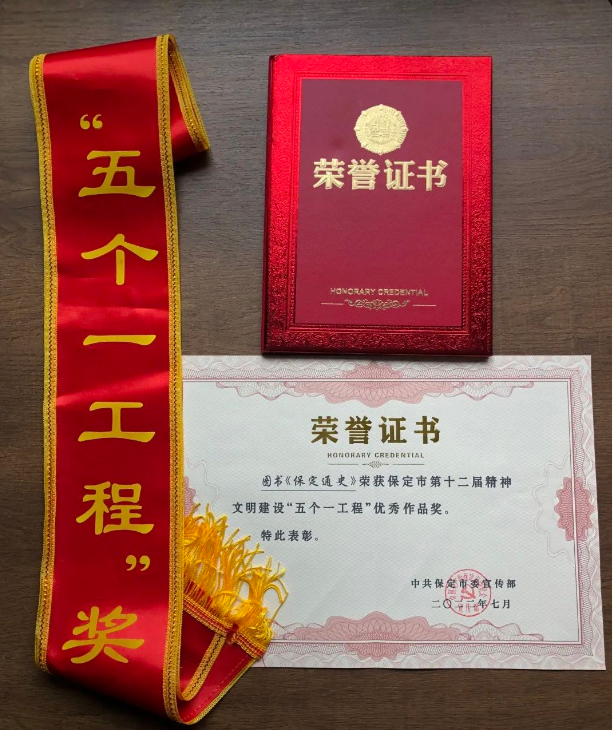 “五个一工程”奖
荣誉证书
HONORARY CREDENTIAL
荣誉证书
HONORARY CREDENTIAL
图书《保定通史》荣获保定市第十二届精神
文明建设“五个一工程”优秀作品奖。
特此表彰。
中共保定市委宣传部
二〇二二年七月